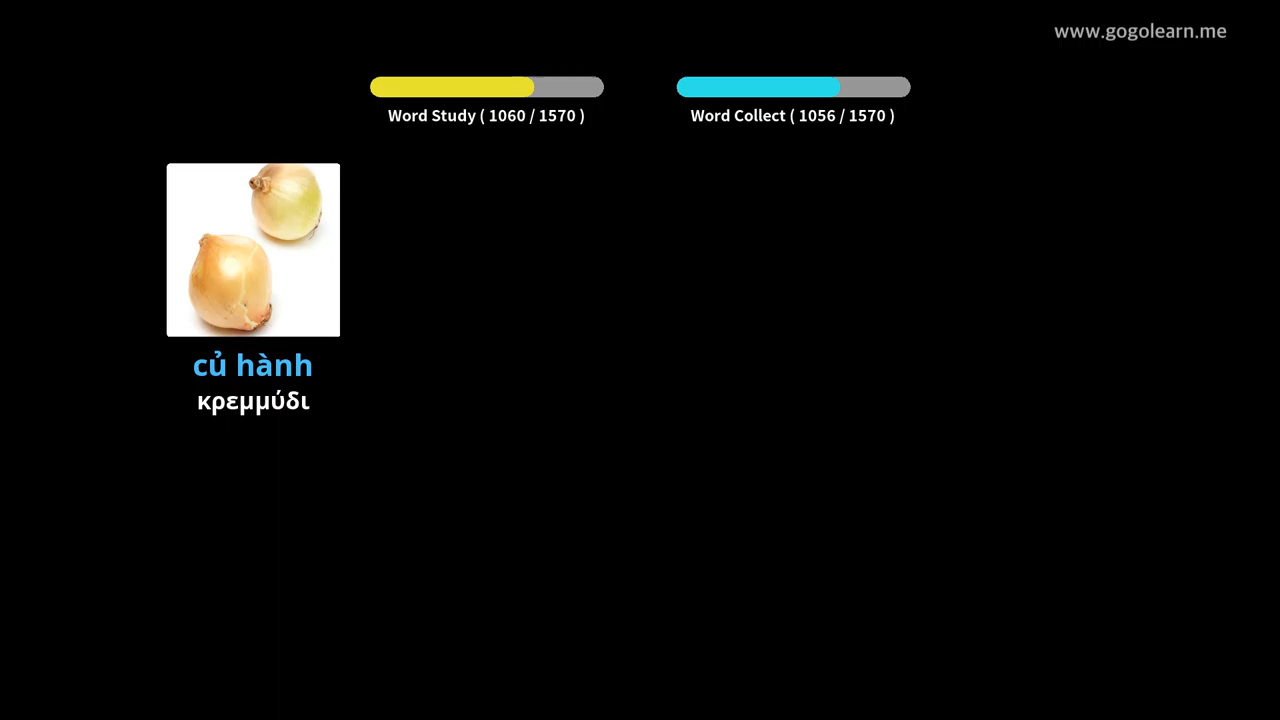 www.gogolearn.me
Word Study ( 1060 / 1570 )
Word Collect ( 1056 / 1570 )
củ hành
κρεμμύδι